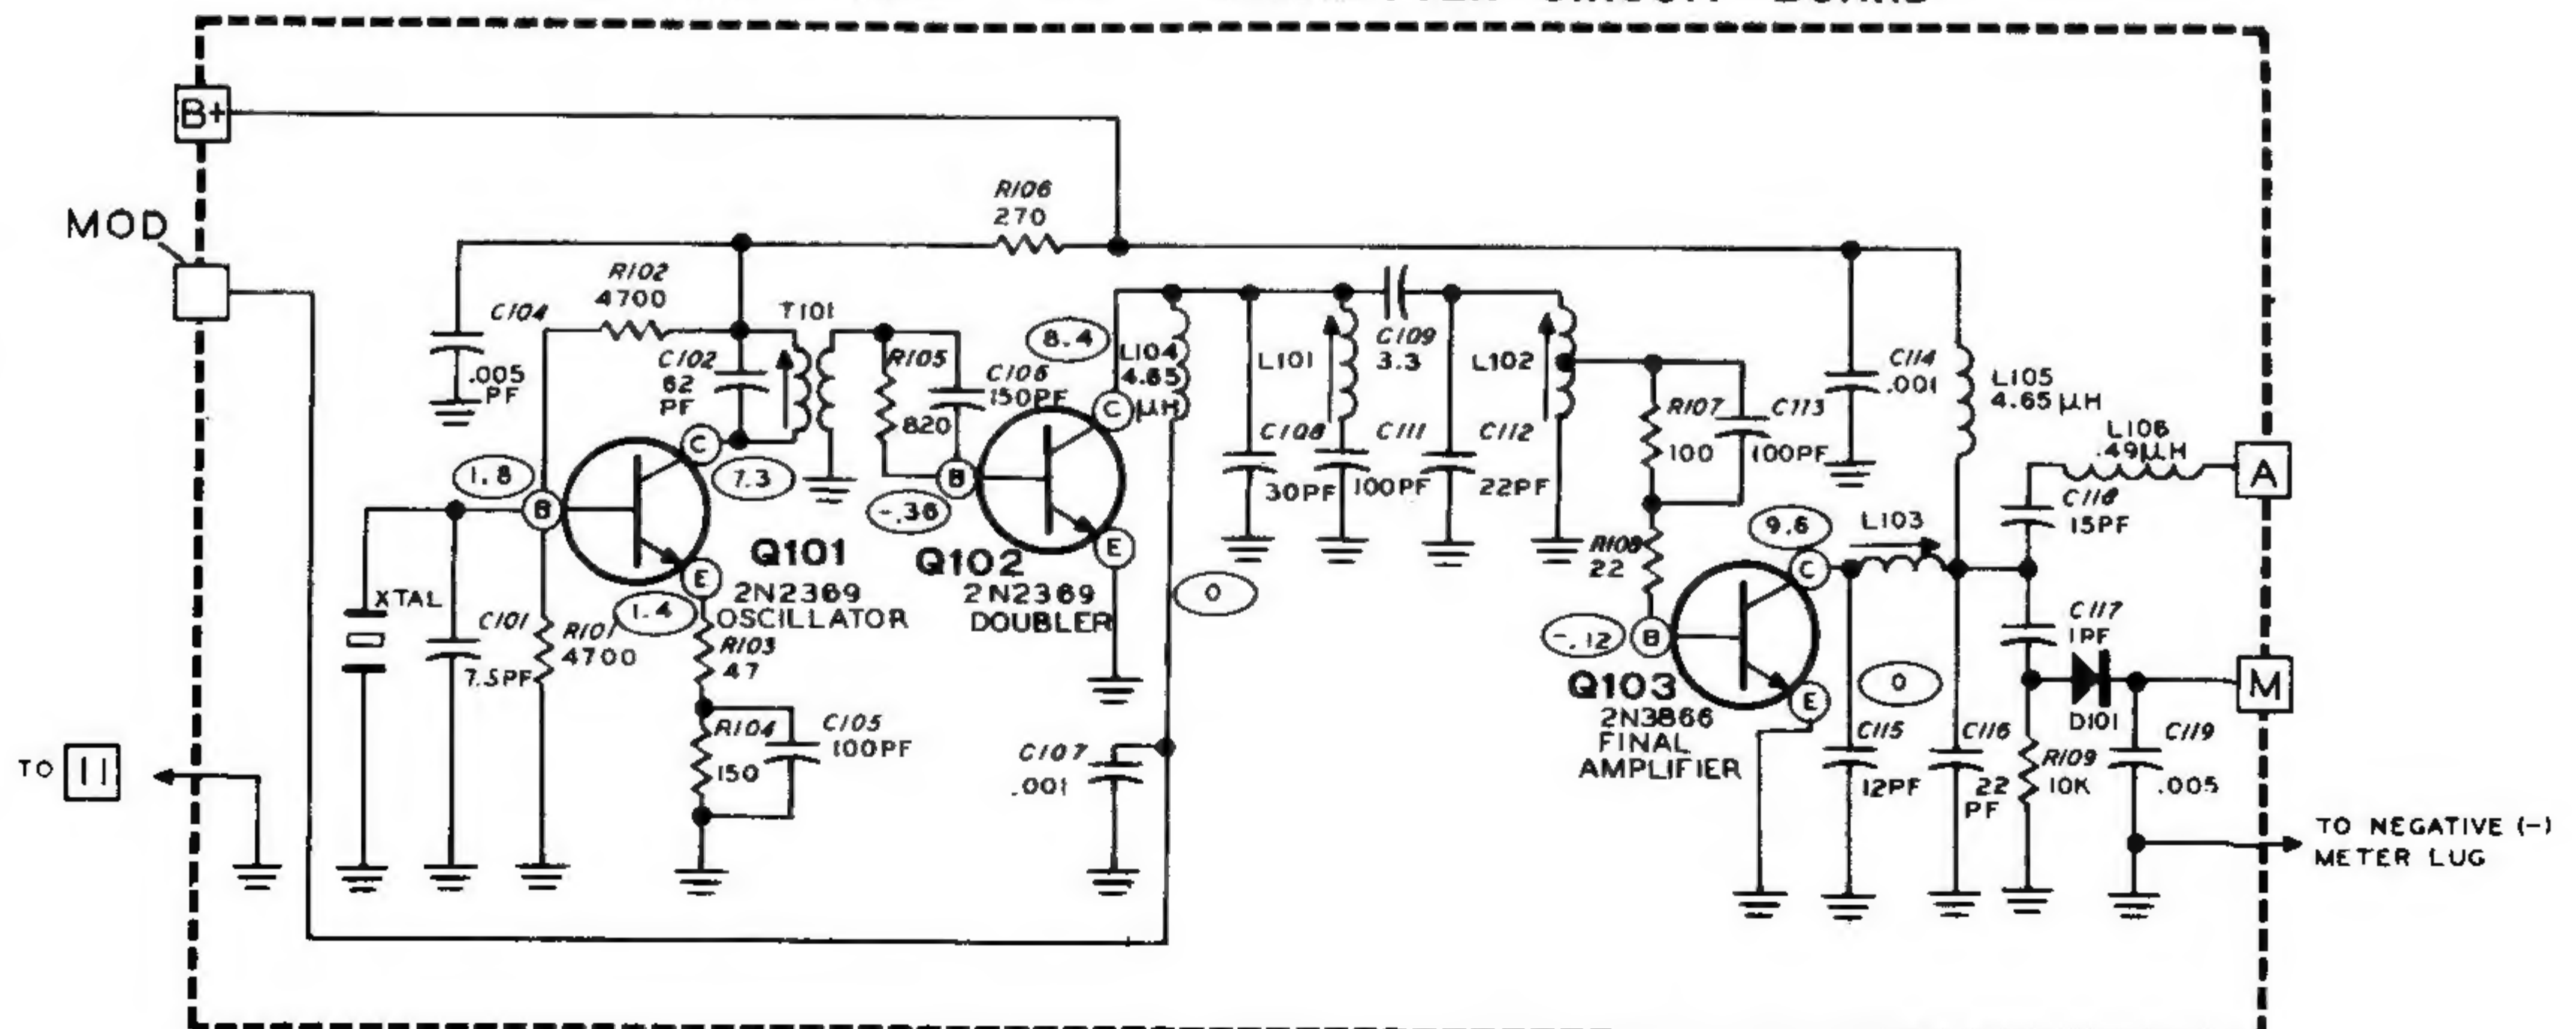 CIRCUIT BOARD
B+
MOD
R106
270
R102
4700
T101
C104
.005
PF
C102
62
PF
R105
820
C106
150PF
8.4
L104
4.65
μH
L101
C109
3.3
L102
C108
30PF
C111
100PF
C112
22PF
R107
100
C113
100PF
C114
.001
L105
4.65μH
L106
.49μH
A
C118
15PF
1.8
B
C
7.3
E
1.4
Q101
2N2369
OSCILLATOR
-.36
B
C
E
Q102
2N2369
DOUBLER
0
R108
22
9.6
L103
-.12
B
C
E
Q103
2N3866
FINAL
AMPLIFIER
0
C117
1PF
D101
M
XTAL
C101
7.5PF
R101
4700
R103
47
R104
150
C105
100PF
C107
.001
C115
12PF
C116
22
PF
R109
10K
C119
.005
TO 11
TO NEGATIVE (-)
METER LUG